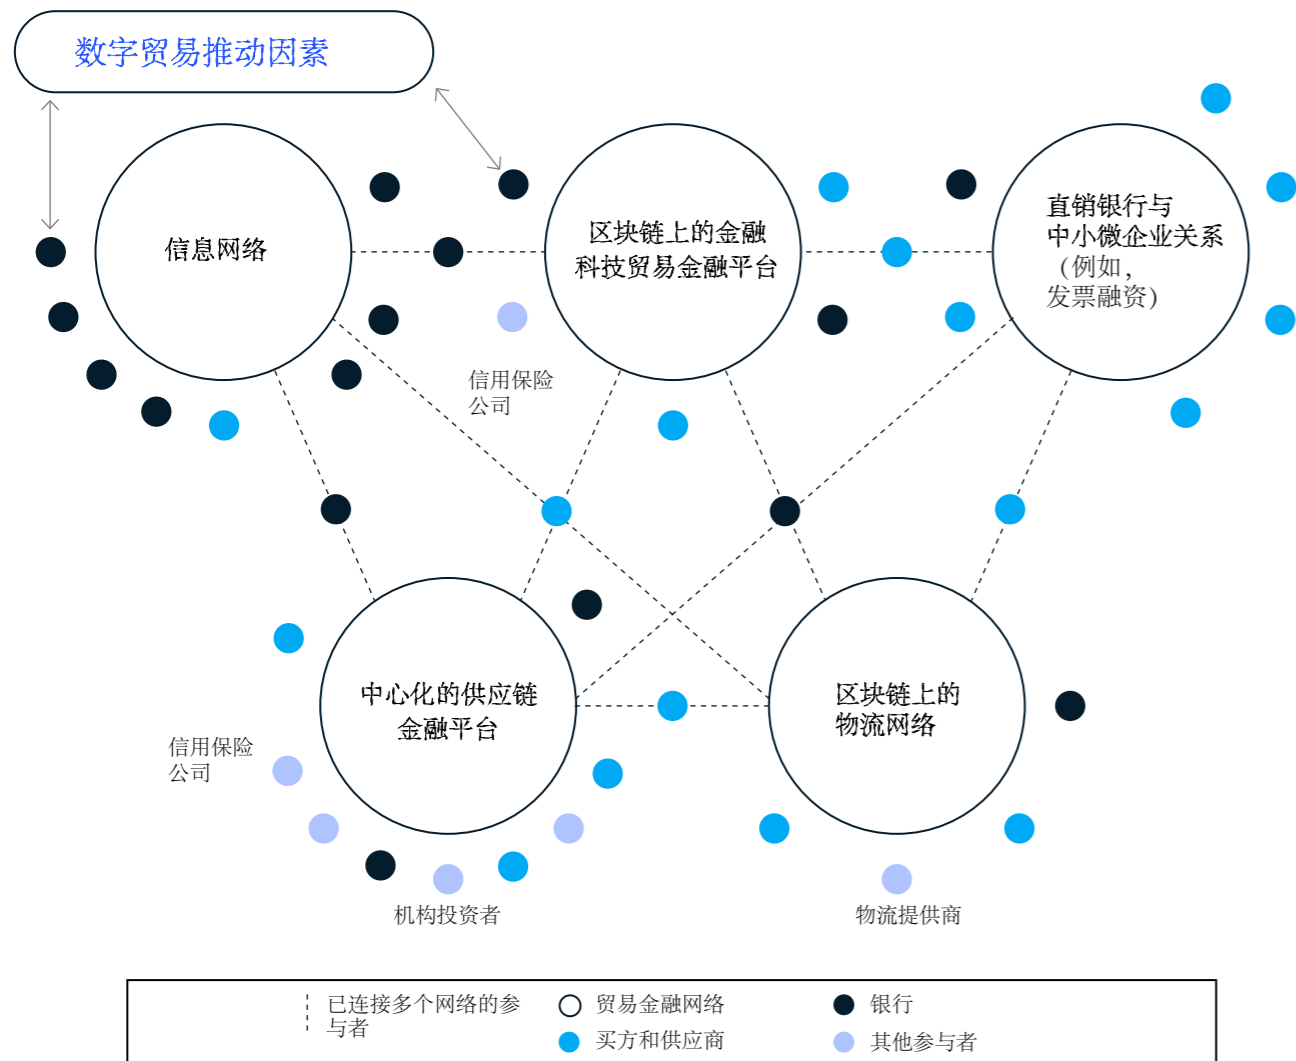 数字贸易推动因素
信息网络
区块链上的金融
科技贸易金融平台
直销银行与
中小微企业关系
（例如，
发票融资）
信用保险
公司
中心化的供应链
金融平台
区块链上的
物流网络
信用保险
公司
机构投资者
物流提供商
已连接多个网络的参
与者
贸易金融网络
银行
买方和供应商
其他参与者